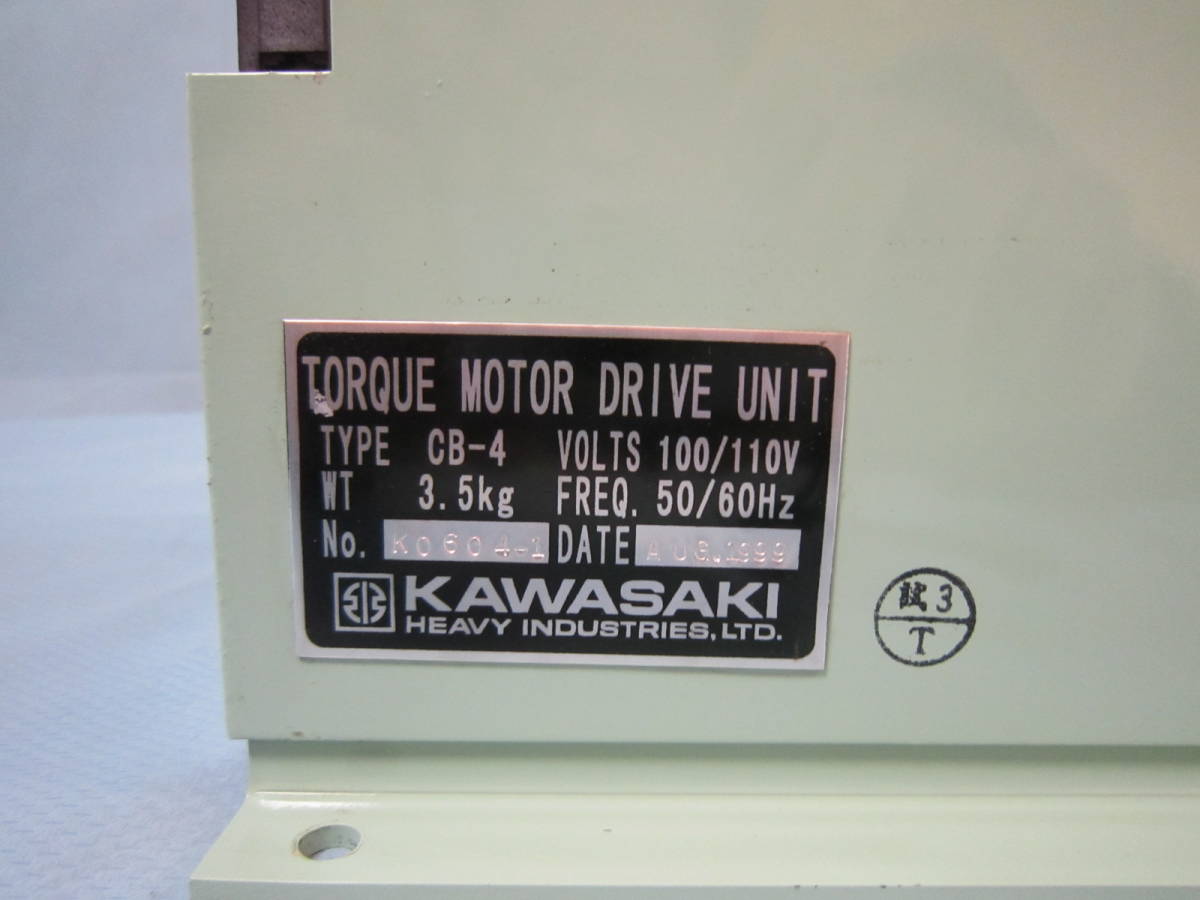 TORQUE MOTOR DRIVE UNIT
TYPE CB-4 VOLTS 100/110V
WT 3.5kg FREQ. 50/60Hz
No. K0604-1 DATE AUG.1999
KAWASAKI
HEAVY INDUSTRIES, LTD.
試3
T